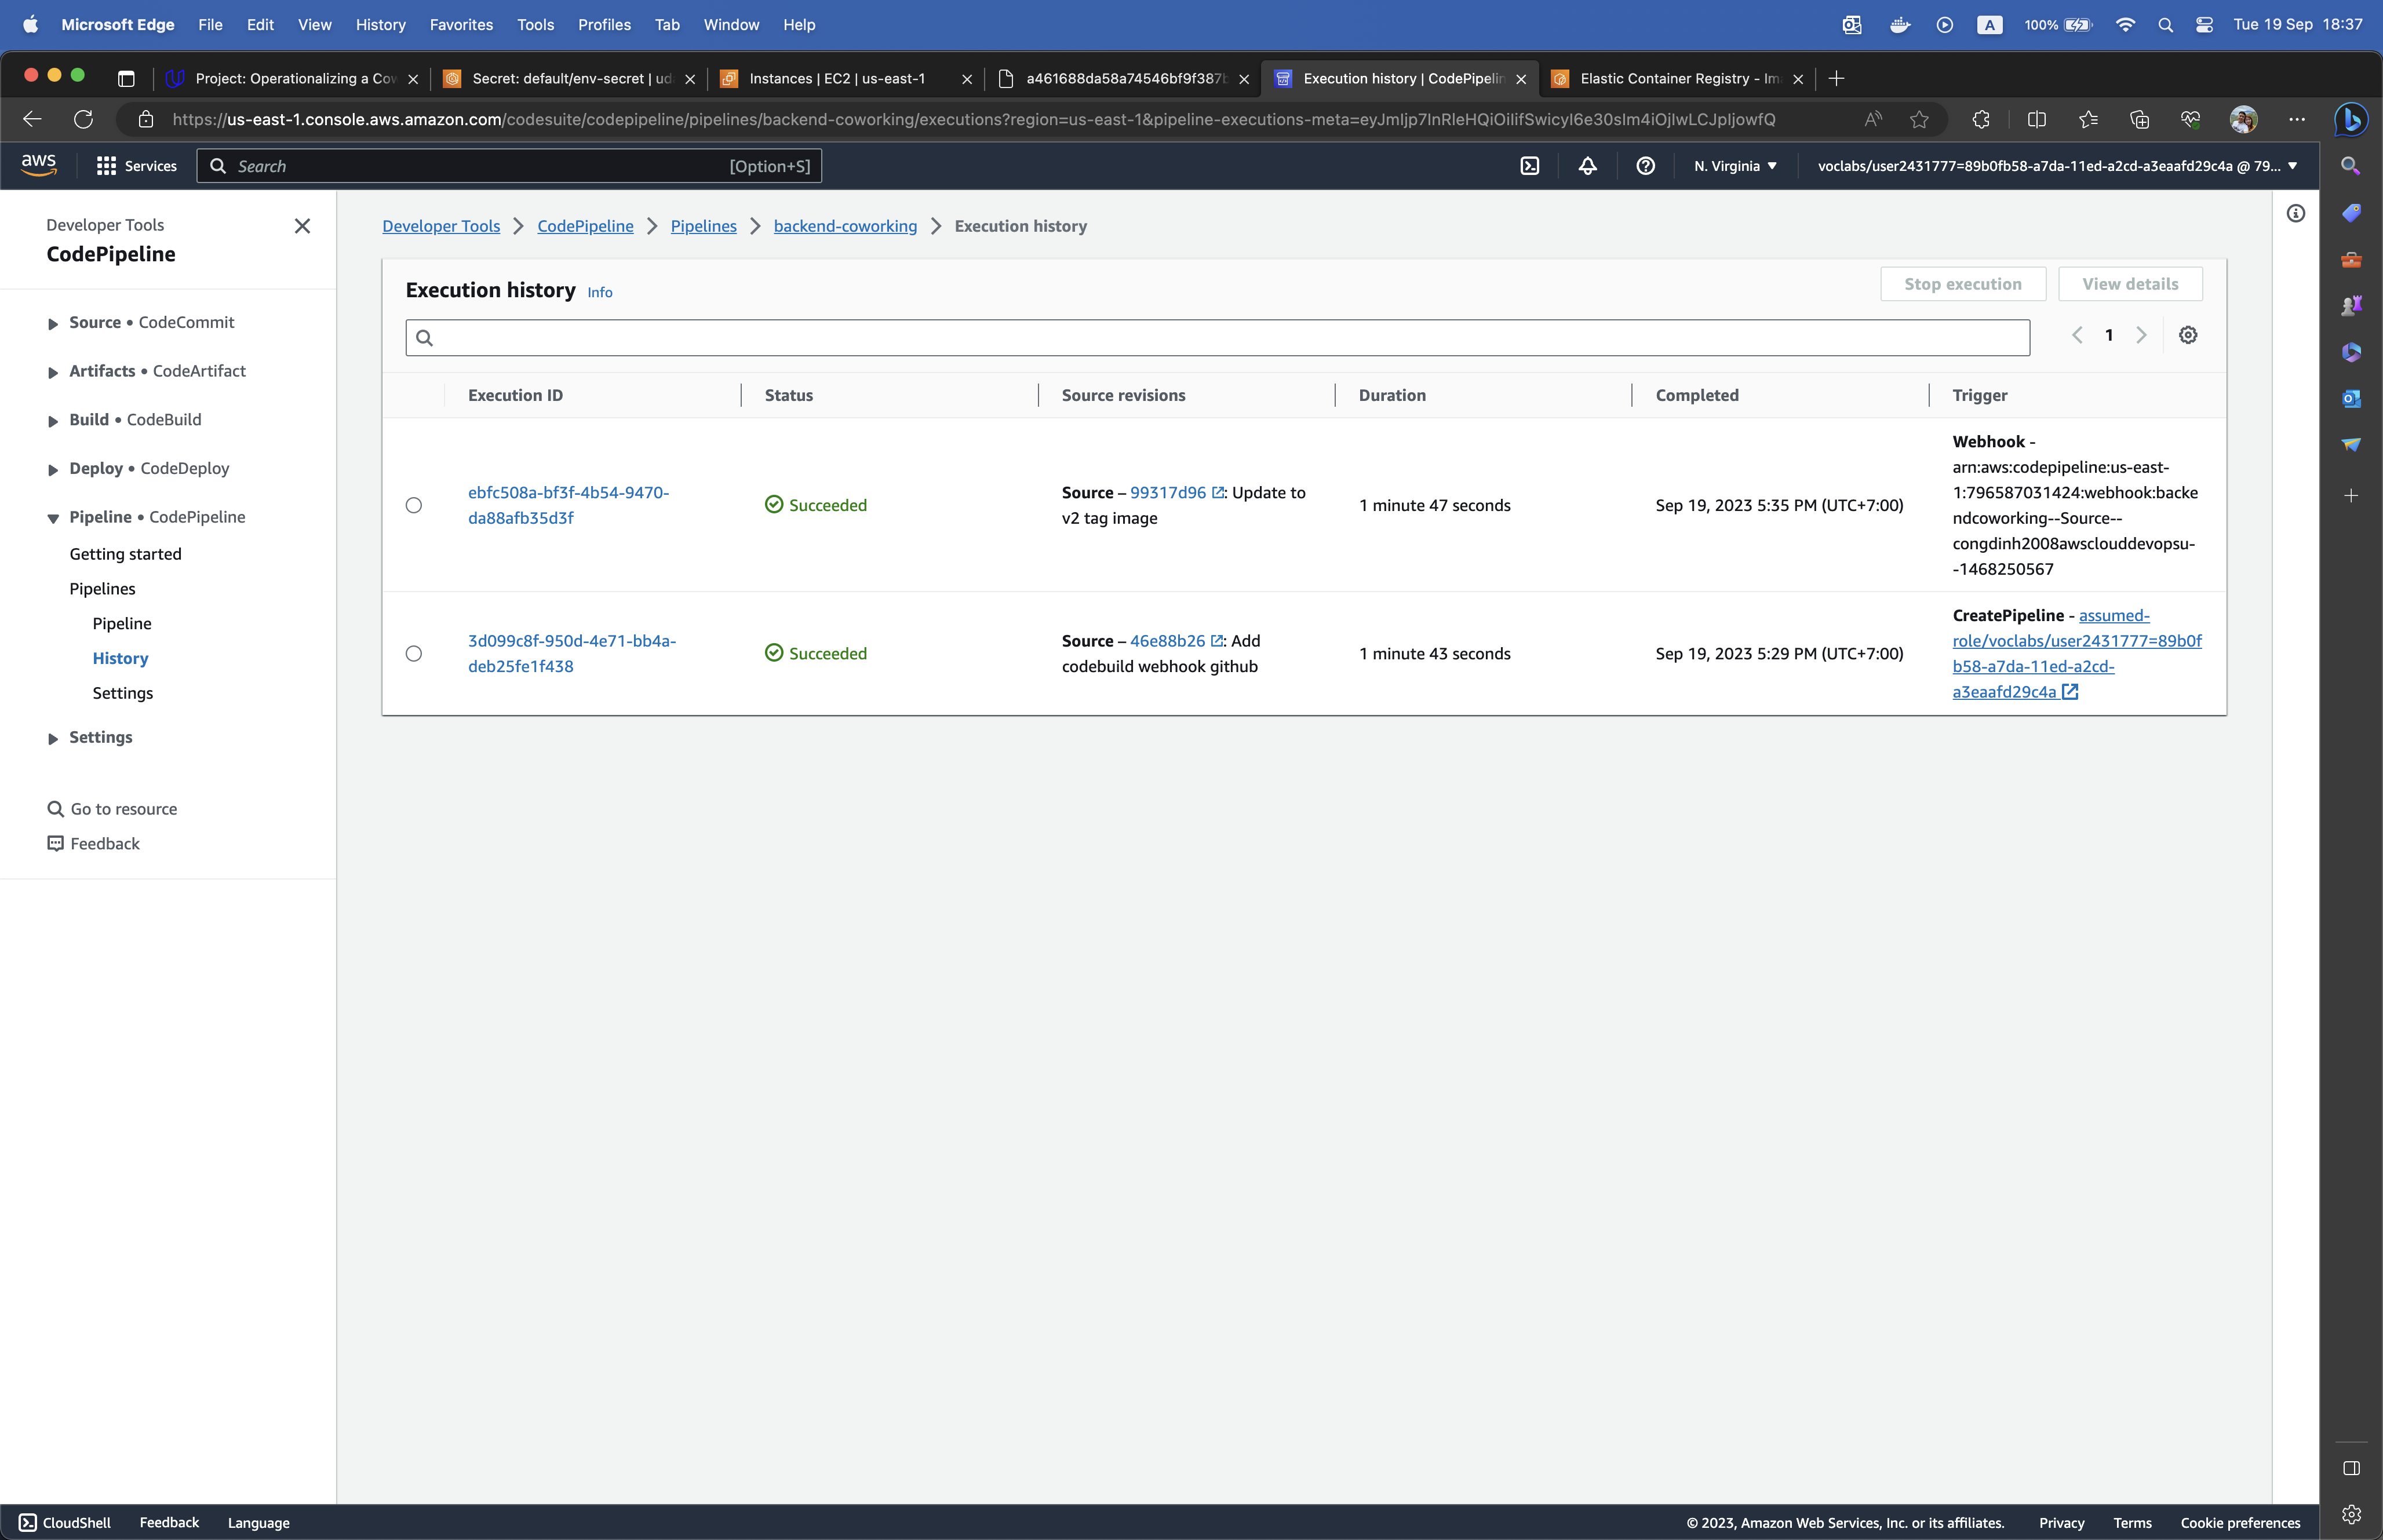 Microsoft Edge File Edit View History Favorites Tools Profiles Tab Window Help
A 100% Tue 19 Sep 18:37
Project: Operationalizing a Cow
Secret: default/env-secret | ud
Instances | EC2 | us-east-1
a461688da58a74546bf9f387b
Execution history | CodePipelin
Elastic Container Registry - Im
https://us-east-1.console.aws.amazon.com/codesuite/codepipeline/pipelines/backend-coworking/executions?region=us-east-1&pipeline-executions-meta=eyJmIjp7InRleHQiOiIifSwicyI6e30sIm4iOjIwLCJpIjowfQ
aws Services Search [Option+S] N. Virginia voclabs/user2431777=89b0fb58-a7da-11ed-a2cd-a3eaafd29c4a @ 79...
Developer Tools
CodePipeline
Source • CodeCommit
Artifacts • CodeArtifact
Build • CodeBuild
Deploy • CodeDeploy
Pipeline • CodePipeline
Getting started
Pipelines
Pipeline
History
Settings
Settings
Go to resource
Feedback
Developer Tools CodePipeline Pipelines backend-coworking Execution history
Execution history Info
Stop execution View details
1
Execution ID Status Source revisions Duration Completed Trigger
ebfc508a-bf3f-4b54-9470-
da88afb35d3f
Succeeded
Source – 99317d96 : Update to
v2 tag image
1 minute 47 seconds
Sep 19, 2023 5:35 PM (UTC+7:00)
Webhook -
arn:aws:codepipeline:us-east-
1:796587031424:webhook:backe
ndcoworking--Source--
congdinh2008awsclouddevopsu-
-1468250567
3d099c8f-950d-4e71-bb4a-
deb25fe1f438
Succeeded
Source – 46e88b26 : Add
codebuild webhook github
1 minute 43 seconds
Sep 19, 2023 5:29 PM (UTC+7:00)
CreatePipeline - assumed-
role/voclabs/user2431777=89b0f
b58-a7da-11ed-a2cd-
a3eaafd29c4a
CloudShell Feedback Language
© 2023, Amazon Web Services, Inc. or its affiliates. Privacy Terms Cookie preferences